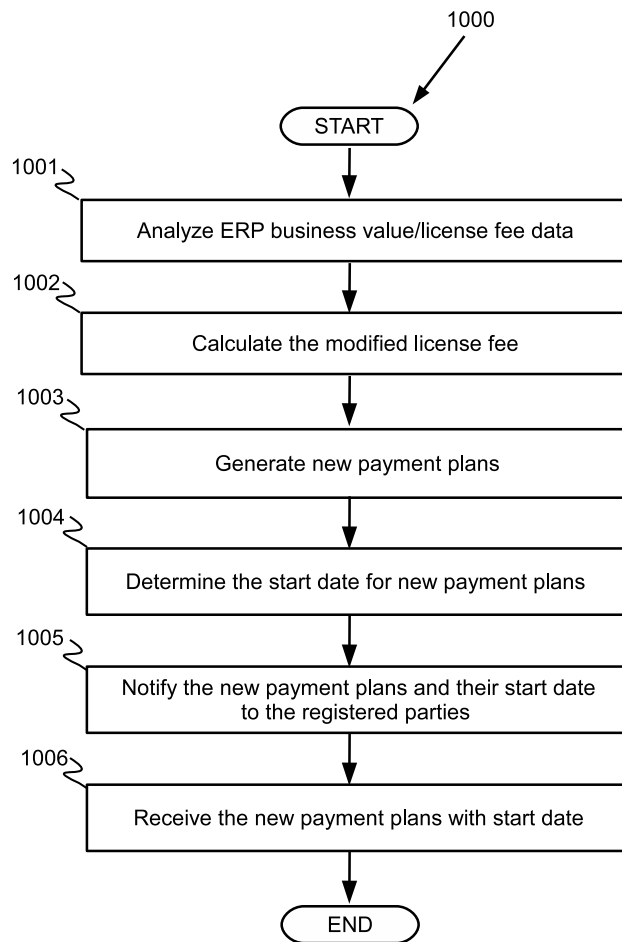 1000
START
1001
Analyze ERP business value/license fee data
1002
Calculate the modified license fee
1003
Generate new payment plans
1004
Determine the start date for new payment plans
1005
Notify the new payment plans and their start date
to the registered parties
1006
Receive the new payment plans with start date
END